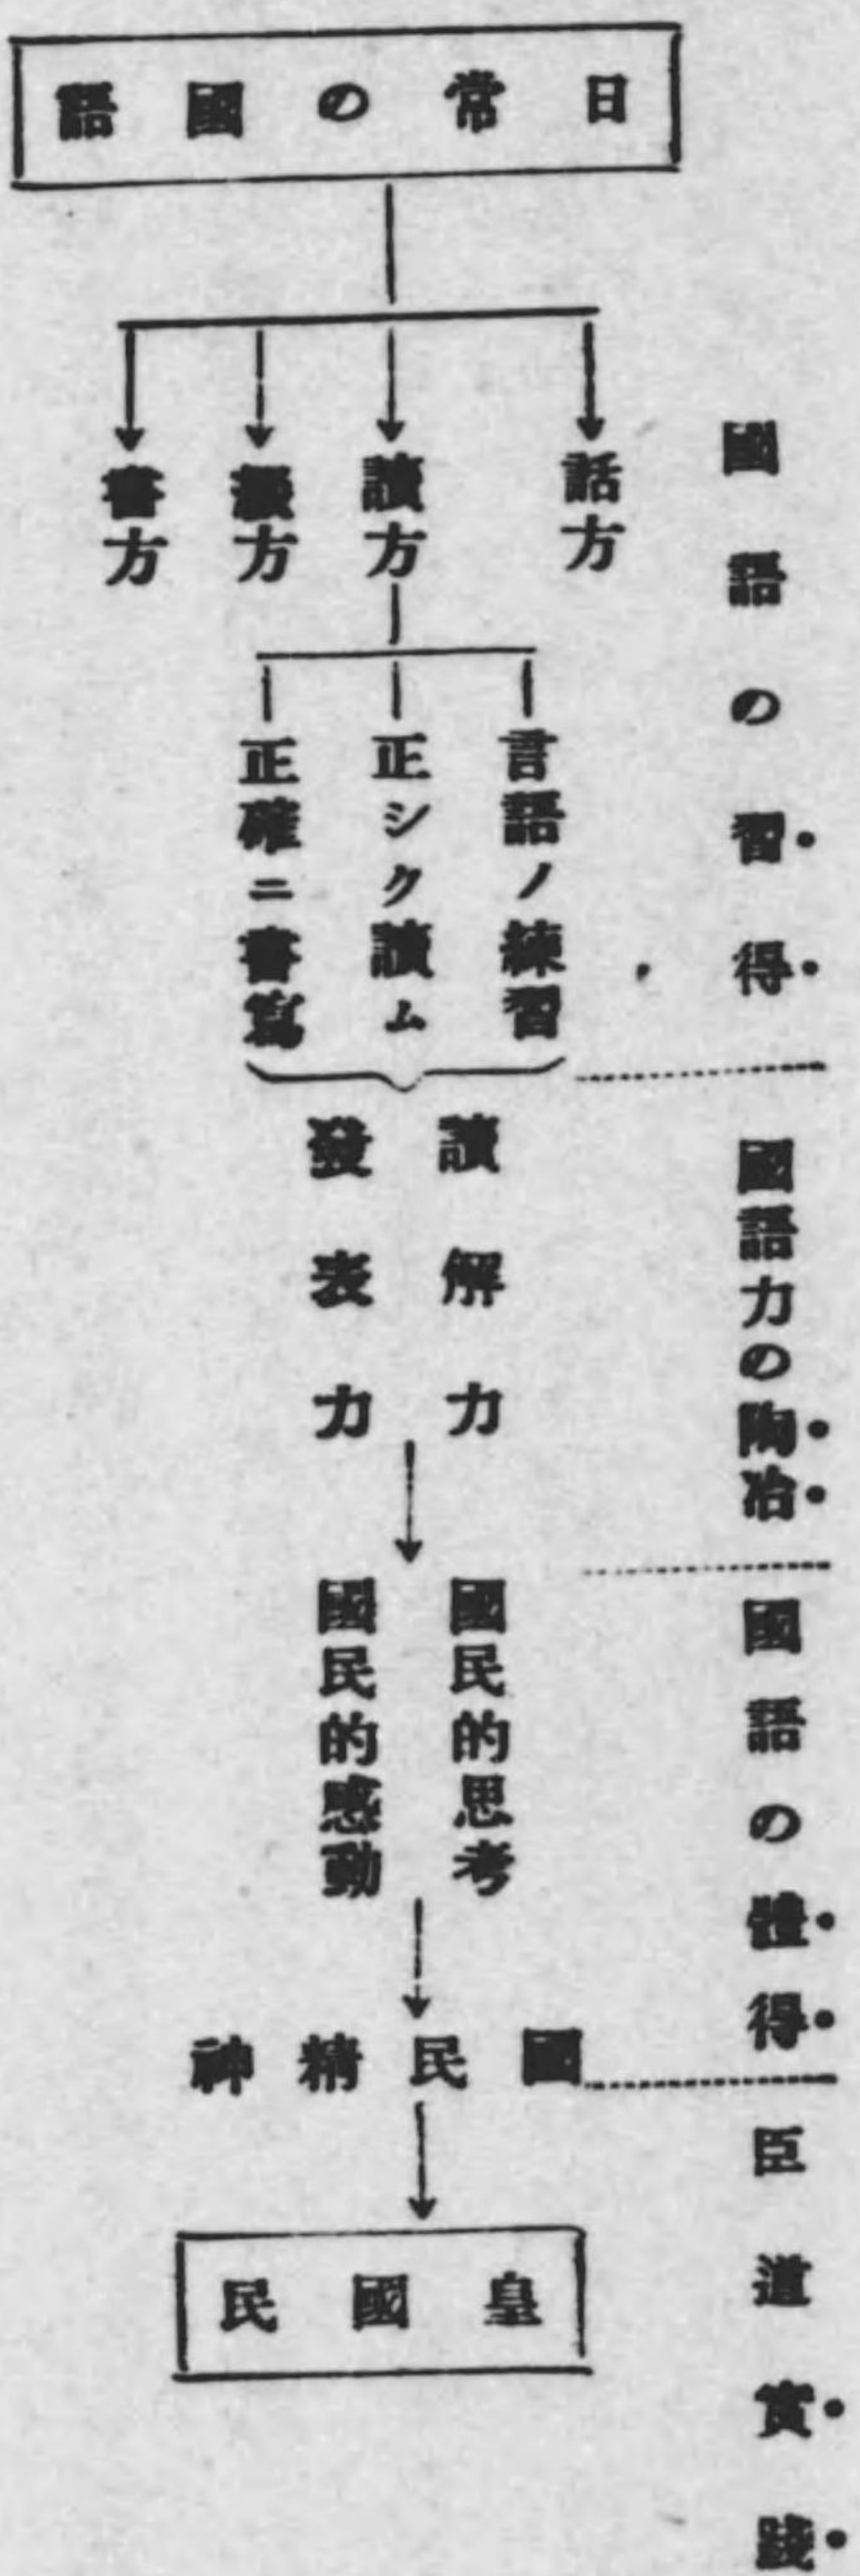 日常の國語
話方
讀方
綴方
書方
言語ノ練習
正シク讀ム
正確ニ書寫
讀解力
發表力
國民的思考
國民的感動
國民精神
皇國民
國語の習得
國語力の陶冶
國語の體得
臣道實踐